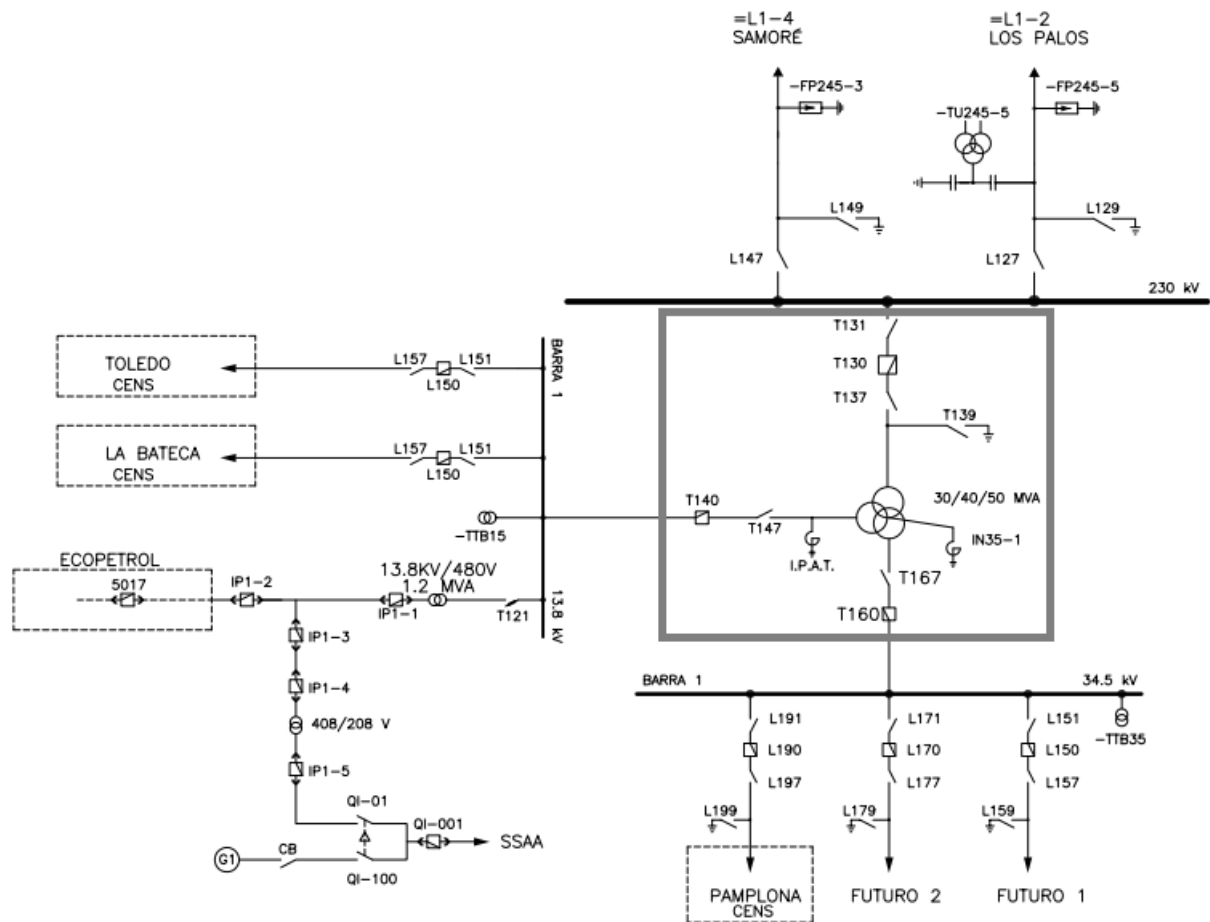 =L1-4
SAMORÉ
=L1-2
LOS PALOS
-FP245-3
-FP245-5
-TU245-5
L149
L129
L147
L127
230 kV
T131
T130
T137
T139
TOLEDO
CENS
L157
L151
L150
BARRA 1
LA BATECA
CENS
L157
L151
L150
-TTB15
T140
T147
I.P.A.T.
30/40/50 MVA
IN35-1
T167
T160
ECOPETROL
5017
IP1-2
13.8KV/480V
1.2 MVA
IP1-1
T121
13.8 kV
IP1-3
IP1-4
408/208 V
IP1-5
QI-01
QI-001
SSAA
G1
CB
QI-100
BARRA 1
34.5 kV
L191
L171
L151
-TTB35
L190
L170
L150
L197
L177
L157
L199
L179
L159
PAMPLONA
CENS
FUTURO 2
FUTURO 1